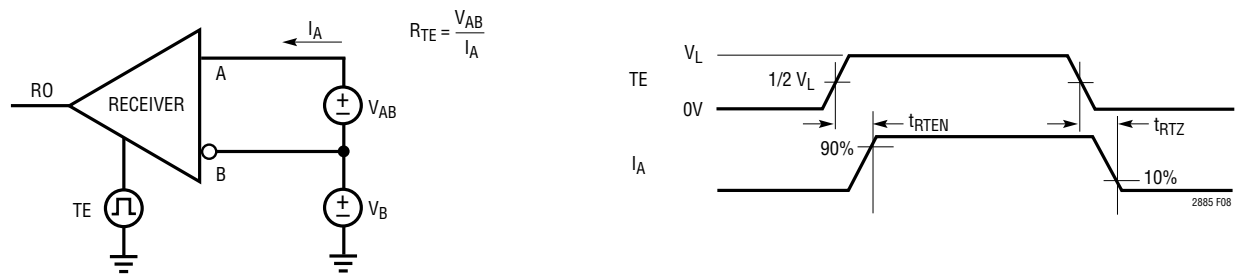 I_A
R_TE = V_AB / I_A
A
RO
RECEIVER
+
−
V_AB
B
TE
+
−
V_B
V_L
TE
1/2 V_L
0V
t_RTEN
t_RTZ
90%
I_A
10%
2885 F08